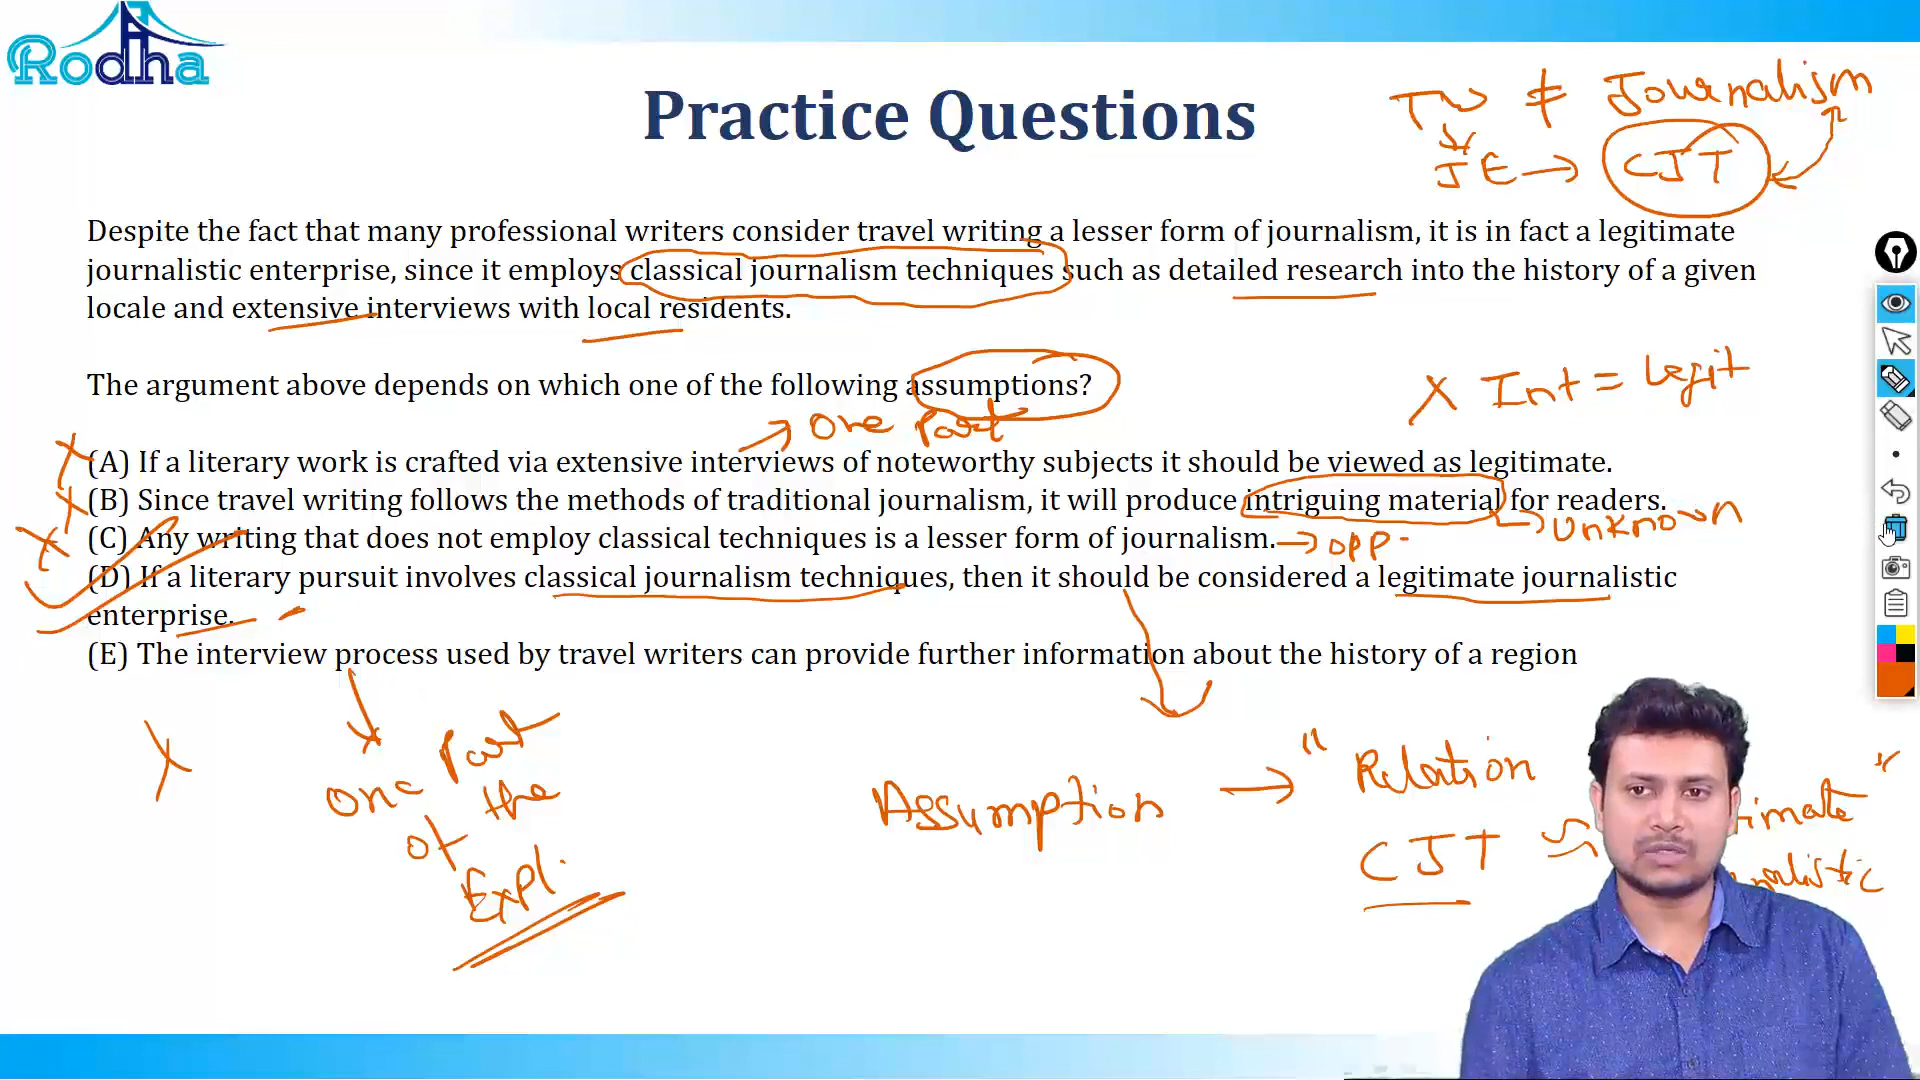 Rodha
Practice Questions
TW ≠ Journalism
JE → CJT
Despite the fact that many professional writers consider travel writing a lesser form of journalism, it is in fact a legitimate
journalistic enterprise, since it employs classical journalism techniques such as detailed research into the history of a given
locale and extensive interviews with local residents.
The argument above depends on which one of the following assumptions?
X Int = Legit
→ One Part
(A) If a literary work is crafted via extensive interviews of noteworthy subjects it should be viewed as legitimate.
(B) Since travel writing follows the methods of traditional journalism, it will produce intriguing material for readers.
→ Unknown
(C) Any writing that does not employ classical techniques is a lesser form of journalism. → opp
(D) If a literary pursuit involves classical journalism techniques, then it should be considered a legitimate journalistic
enterprise.
(E) The interview process used by travel writers can provide further information about the history of a region
X
One Part
of the
Expl.
Assumption → " Relation
CJT